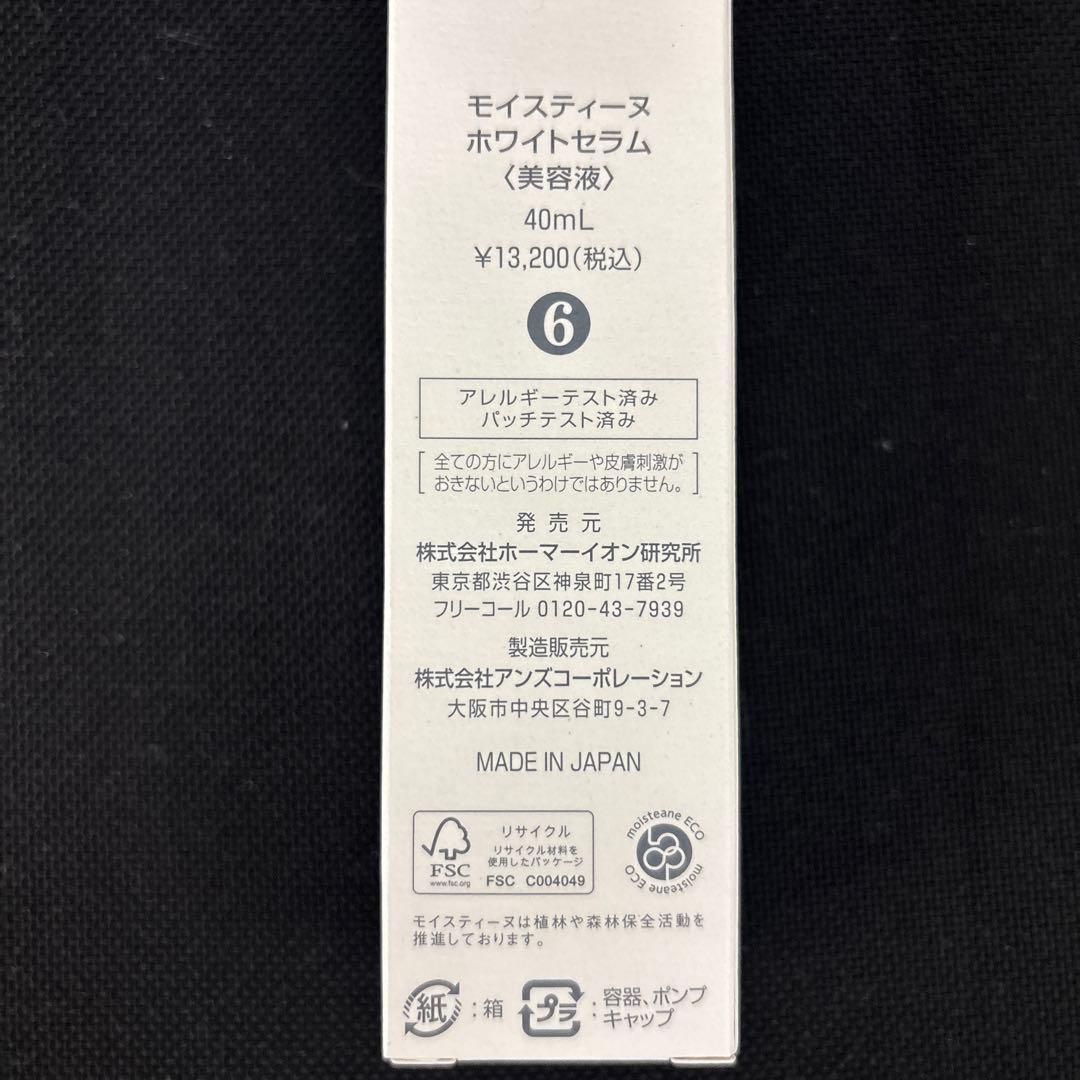 モイスティーヌ
ホワイトセラム
〈美容液〉
40mL
¥13,200(税込)
6
アレルギーテスト済み
パッチテスト済み
全ての方にアレルギーや皮膚刺激が
おきないというわけではありません。
発売元
株式会社ホーマーイオン研究所
東京都渋谷区神泉町17番2号
フリーコール 0120-43-7939
製造販売元
株式会社アンズコーポレーション
大阪市中央区谷町9-3-7
MADE IN JAPAN
FSC
www.fsc.org
リサイクル
リサイクル材料を
使用したパッケージ
FSC C004049
moisteane ECO
moisteane ECO
モイスティーヌは植林や森林保全活動を
推進しております。
紙:箱
プラ:容器、ポンプ
キャップ